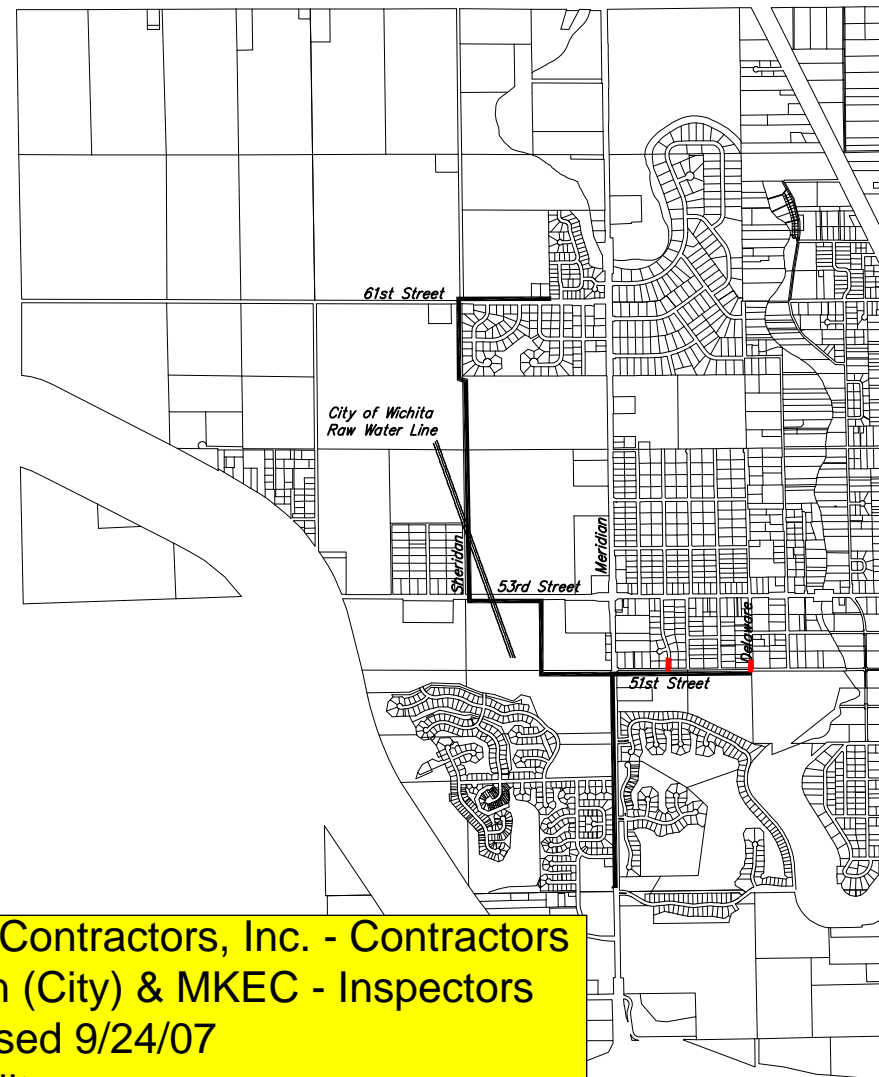 61st Street
City of Wichita
Raw Water Line
Sheridan
Meridian
53rd Street
Delaware
51st Street
Contractors, Inc. - Contractors
(City) & MKEC - Inspectors
9/24/07